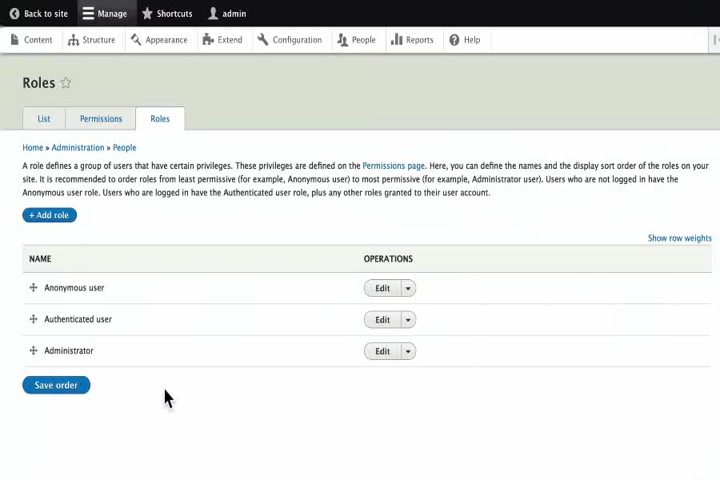 Back to site Manage Shortcuts admin
Content Structure Appearance Extend Configuration People Reports Help
Roles
List Permissions Roles
Home » Administration » People
A role defines a group of users that have certain privileges. These privileges are defined on the Permissions page. Here, you can define the names and the display sort order of the roles on your
site. It is recommended to order roles from least permissive (for example, Anonymous user) to most permissive (for example, Administrator user). Users who are not logged in have the
Anonymous user role. Users who are logged in have the Authenticated user role, plus any other roles granted to their user account.
+ Add role
Show row weights
NAME OPERATIONS
Anonymous user Edit
Authenticated user Edit
Administrator Edit
Save order